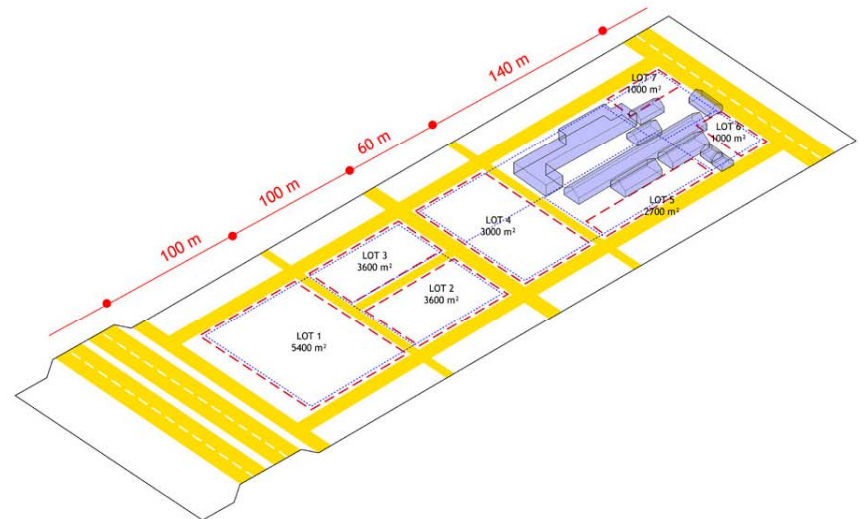 140 m
60 m
100 m
100 m
LOT 7
1000 m²
LOT 6
1000 m²
LOT 5
2700 m²
LOT 4
3000 m²
LOT 3
3600 m²
LOT 2
3600 m²
LOT 1
5400 m²